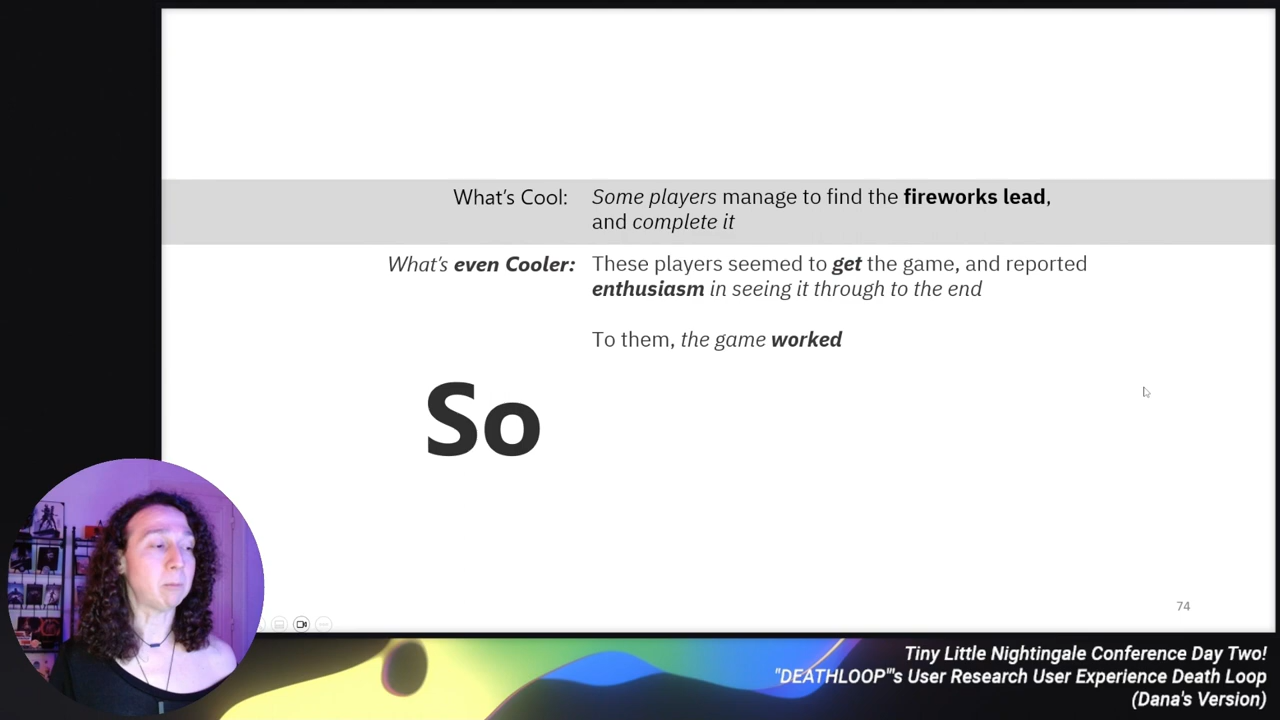 What's Cool: Some players manage to find the fireworks lead,
and complete it
What's even Cooler: These players seemed to get the game, and reported
enthusiasm in seeing it through to the end
To them, the game worked
So
74
Tiny Little Nightingale Conference Day Two!
"DEATHLOOP"'s User Research User Experience Death Loop
(Dana's Version)